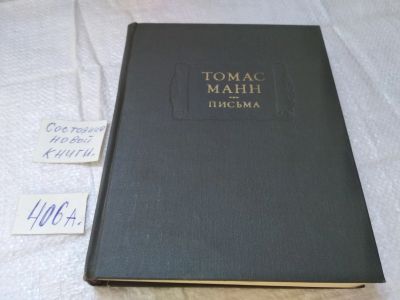 ТОМАС
МАНН
ПИСЬМА
Состояние
новой
книги.
406А.